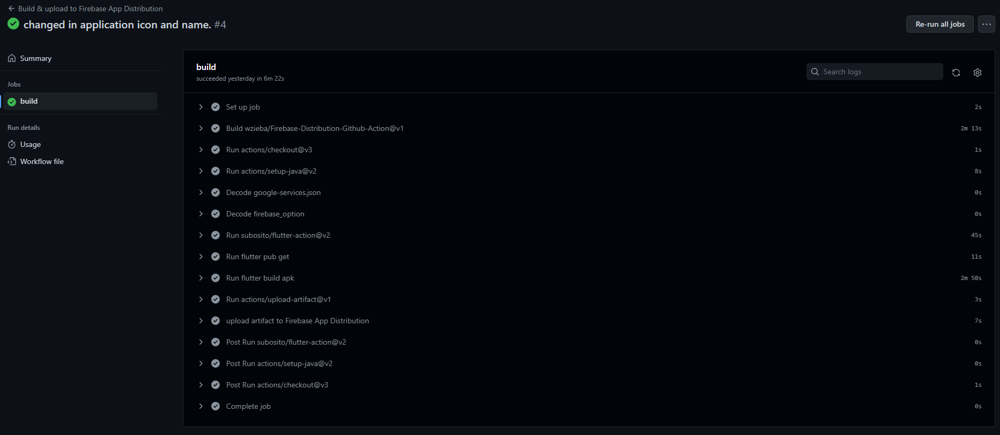 Build & upload to Firebase App Distribution
changed in application icon and name. #4
Re-run all jobs
Summary
Jobs
build
Run details
Usage
Workflow file
build
succeeded yesterday in 6m 22s
Search logs
Set up job 2s
Build wzieba/Firebase-Distribution-Github-Action@v1 2m 13s
Run actions/checkout@v3 1s
Run actions/setup-java@v2 8s
Decode google-services.json 0s
Decode firebase_option 0s
Run subosito/flutter-action@v2 45s
Run flutter pub get 11s
Run flutter build apk 2m 50s
Run actions/upload-artifact@v1 3s
upload artifact to Firebase App Distribution 7s
Post Run subosito/flutter-action@v2 0s
Post Run actions/setup-java@v2 0s
Post Run actions/checkout@v3 1s
Complete job 0s